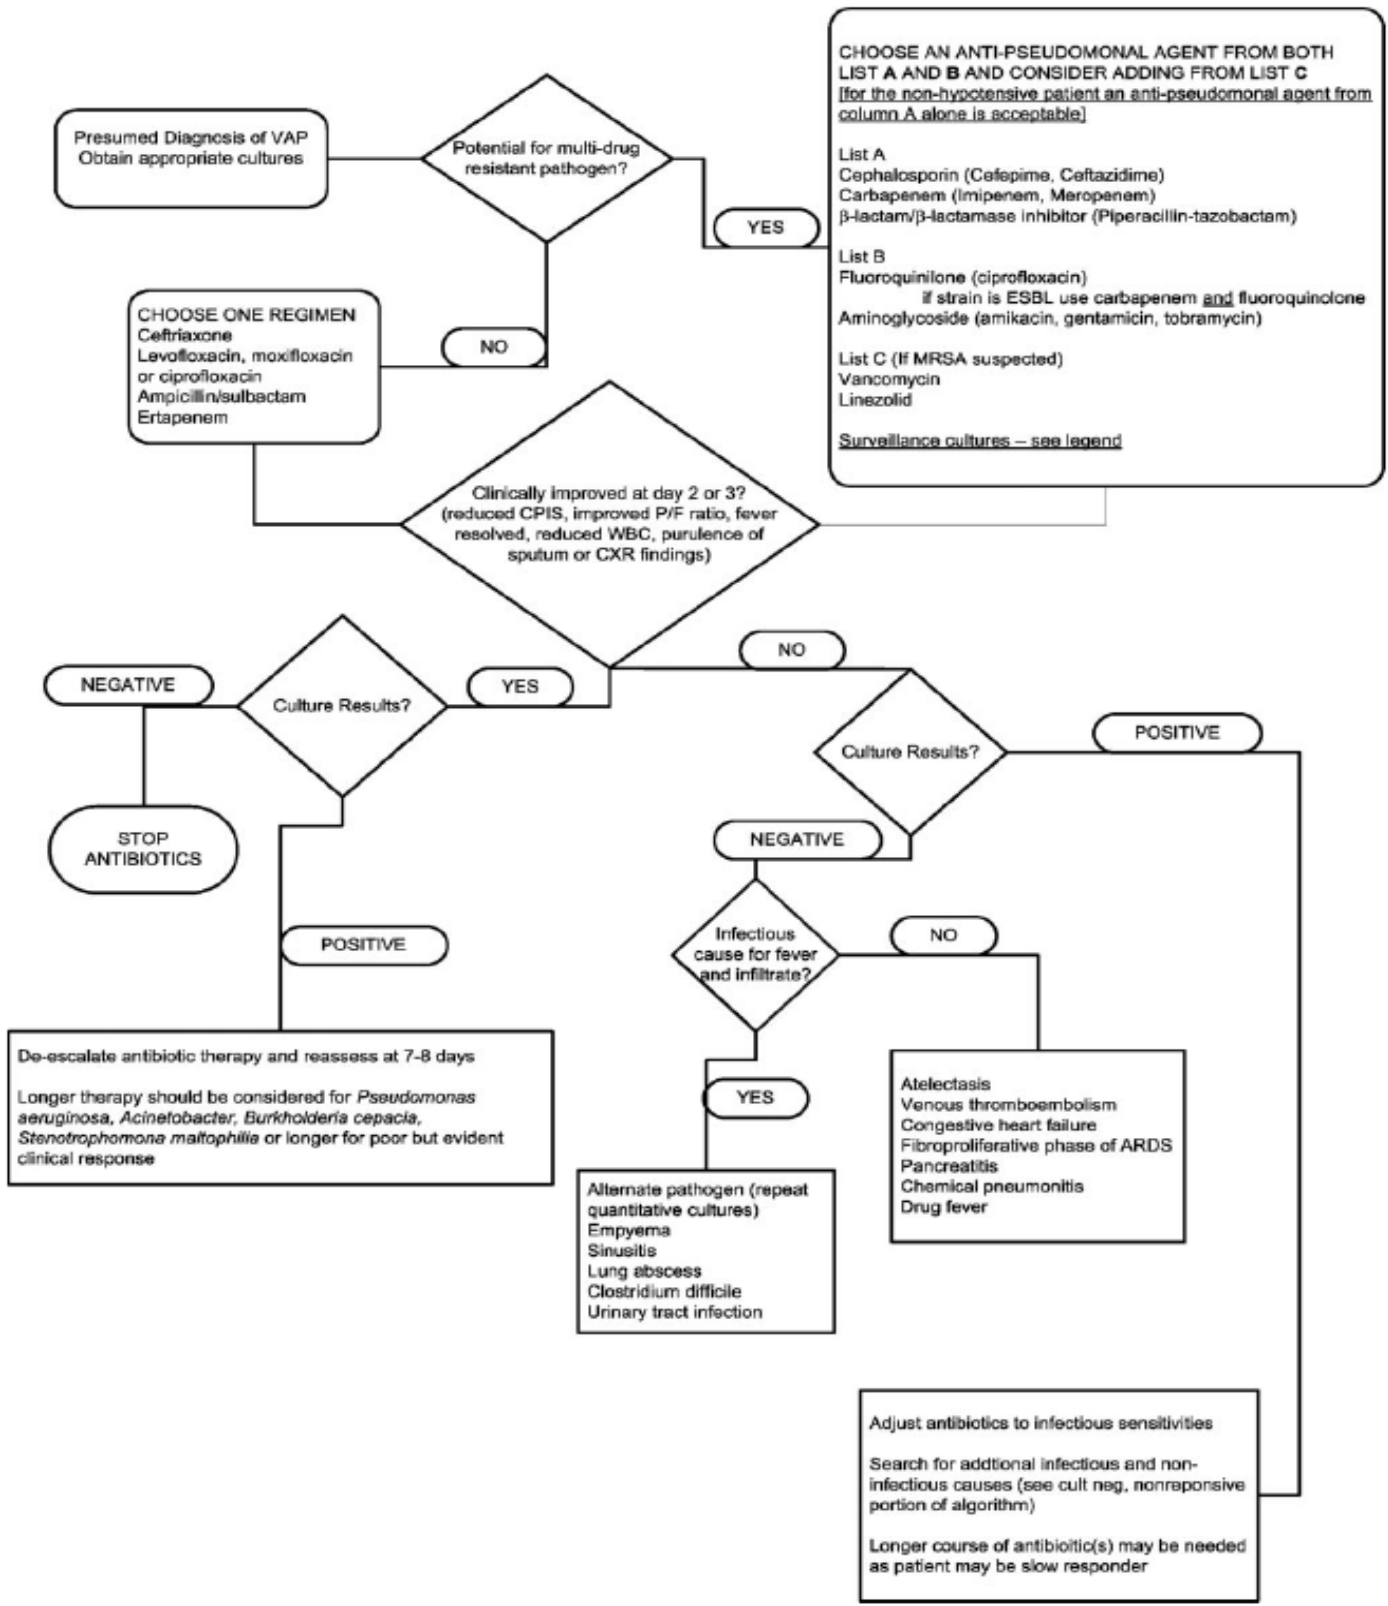 Presumed Diagnosis of VAP
Obtain appropriate cultures
Potential for multi-drug
resistant pathogen?
YES
CHOOSE AN ANTI-PSEUDOMONAL AGENT FROM BOTH
LIST A AND B AND CONSIDER ADDING FROM LIST C
[for the non-hypotensive patient an anti-pseudomonal agent from
column A alone is acceptable]
List A
Cephalosporin (Cefepime, Ceftazidime)
Carbapenem (Imipenem, Meropenem)
β-lactam/β-lactamase inhibitor (Piperacillin-tazobactam)
List B
Fluoroquinilone (ciprofloxacin)
if strain is ESBL use carbapenem and fluoroquinolone
Aminoglycoside (amikacin, gentamicin, tobramycin)
List C (If MRSA suspected)
Vancomycin
Linezolid
Surveillance cultures – see legend
NO
CHOOSE ONE REGIMEN
Ceftriaxone
Levofloxacin, moxifloxacin
or ciprofloxacin
Ampicillin/sulbactam
Ertapenem
Clinically improved at day 2 or 3?
(reduced CPIS, improved P/F ratio, fever
resolved, reduced WBC, purulence of
sputum or CXR findings)
YES
Culture Results?
NEGATIVE
STOP
ANTIBIOTICS
POSITIVE
De-escalate antibiotic therapy and reassess at 7-8 days
Longer therapy should be considered for Pseudomonas
aeruginosa, Acinetobacter, Burkholderia cepacia,
Stenotrophomona maltophilia or longer for poor but evident
clinical response
NO
Culture Results?
POSITIVE
NEGATIVE
Infectious
cause for fever
and infiltrate?
NO
Atelectasis
Venous thromboembolism
Congestive heart failure
Fibroproliferative phase of ARDS
Pancreatitis
Chemical pneumonitis
Drug fever
YES
Alternate pathogen (repeat
quantitative cultures)
Empyema
Sinusitis
Lung abscess
Clostridium difficile
Urinary tract infection
Adjust antibiotics to infectious sensitivities
Search for addtional infectious and non-
infectious causes (see cult neg, nonreponsive
portion of algorithm)
Longer course of antibioitic(s) may be needed
as patient may be slow responder